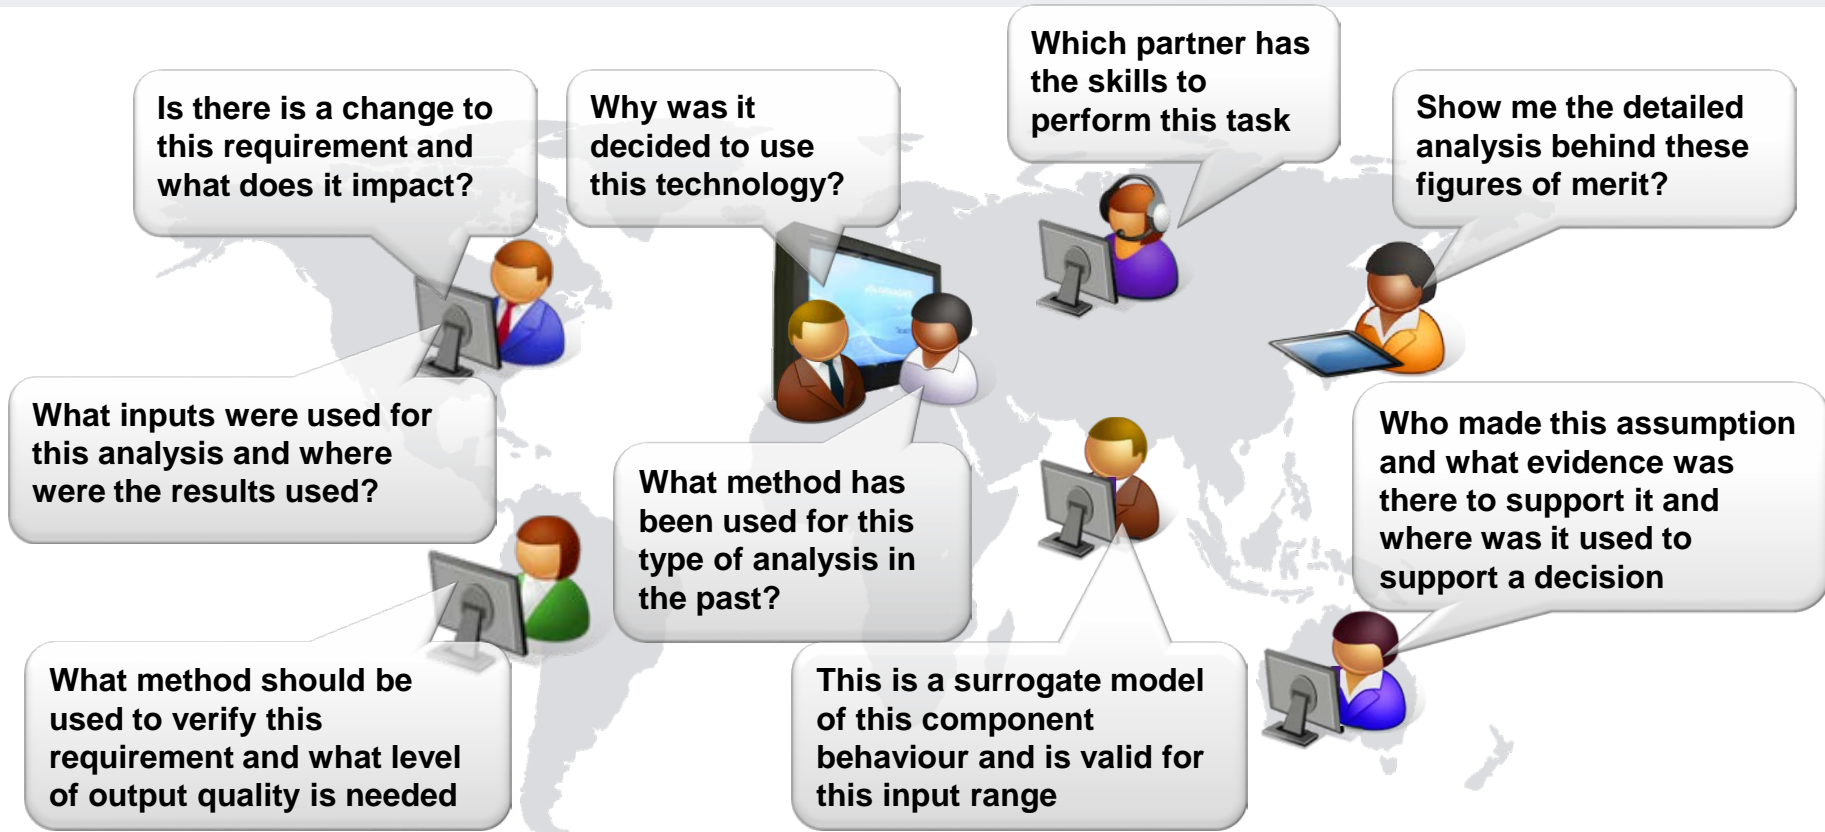 Is there is a change to
this requirement and
what does it impact?
Why was it
decided to use
this technology?
Which partner has
the skills to
perform this task
Show me the detailed
analysis behind these
figures of merit?
What inputs were used for
this analysis and where
were the results used?
What method has
been used for this
type of analysis in
the past?
Who made this assumption
and what evidence was
there to support it and
where was it used to
support a decision
What method should be
used to verify this
requirement and what level
of output quality is needed
This is a surrogate model
of this component
behaviour and is valid for
this input range